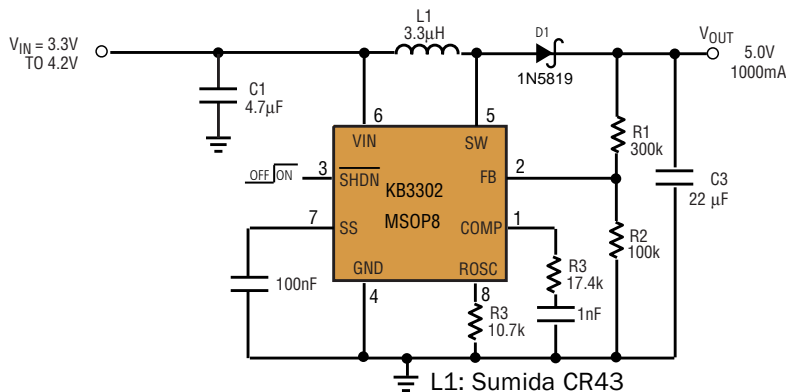 L1
3.3µH
D1
1N5819
V_IN = 3.3V
TO 4.2V
V_OUT
5.0V
1000mA
C1
4.7µF
6
5
VIN
SW
R1
300k
OFF
ON
3
SHDN
KB3302
FB
2
C3
22 µF
7
SS
MSOP8
COMP
1
R2
100k
100nF
GND
ROSC
R3
17.4k
4
8
1nF
R3
10.7k
L1: Sumida CR43